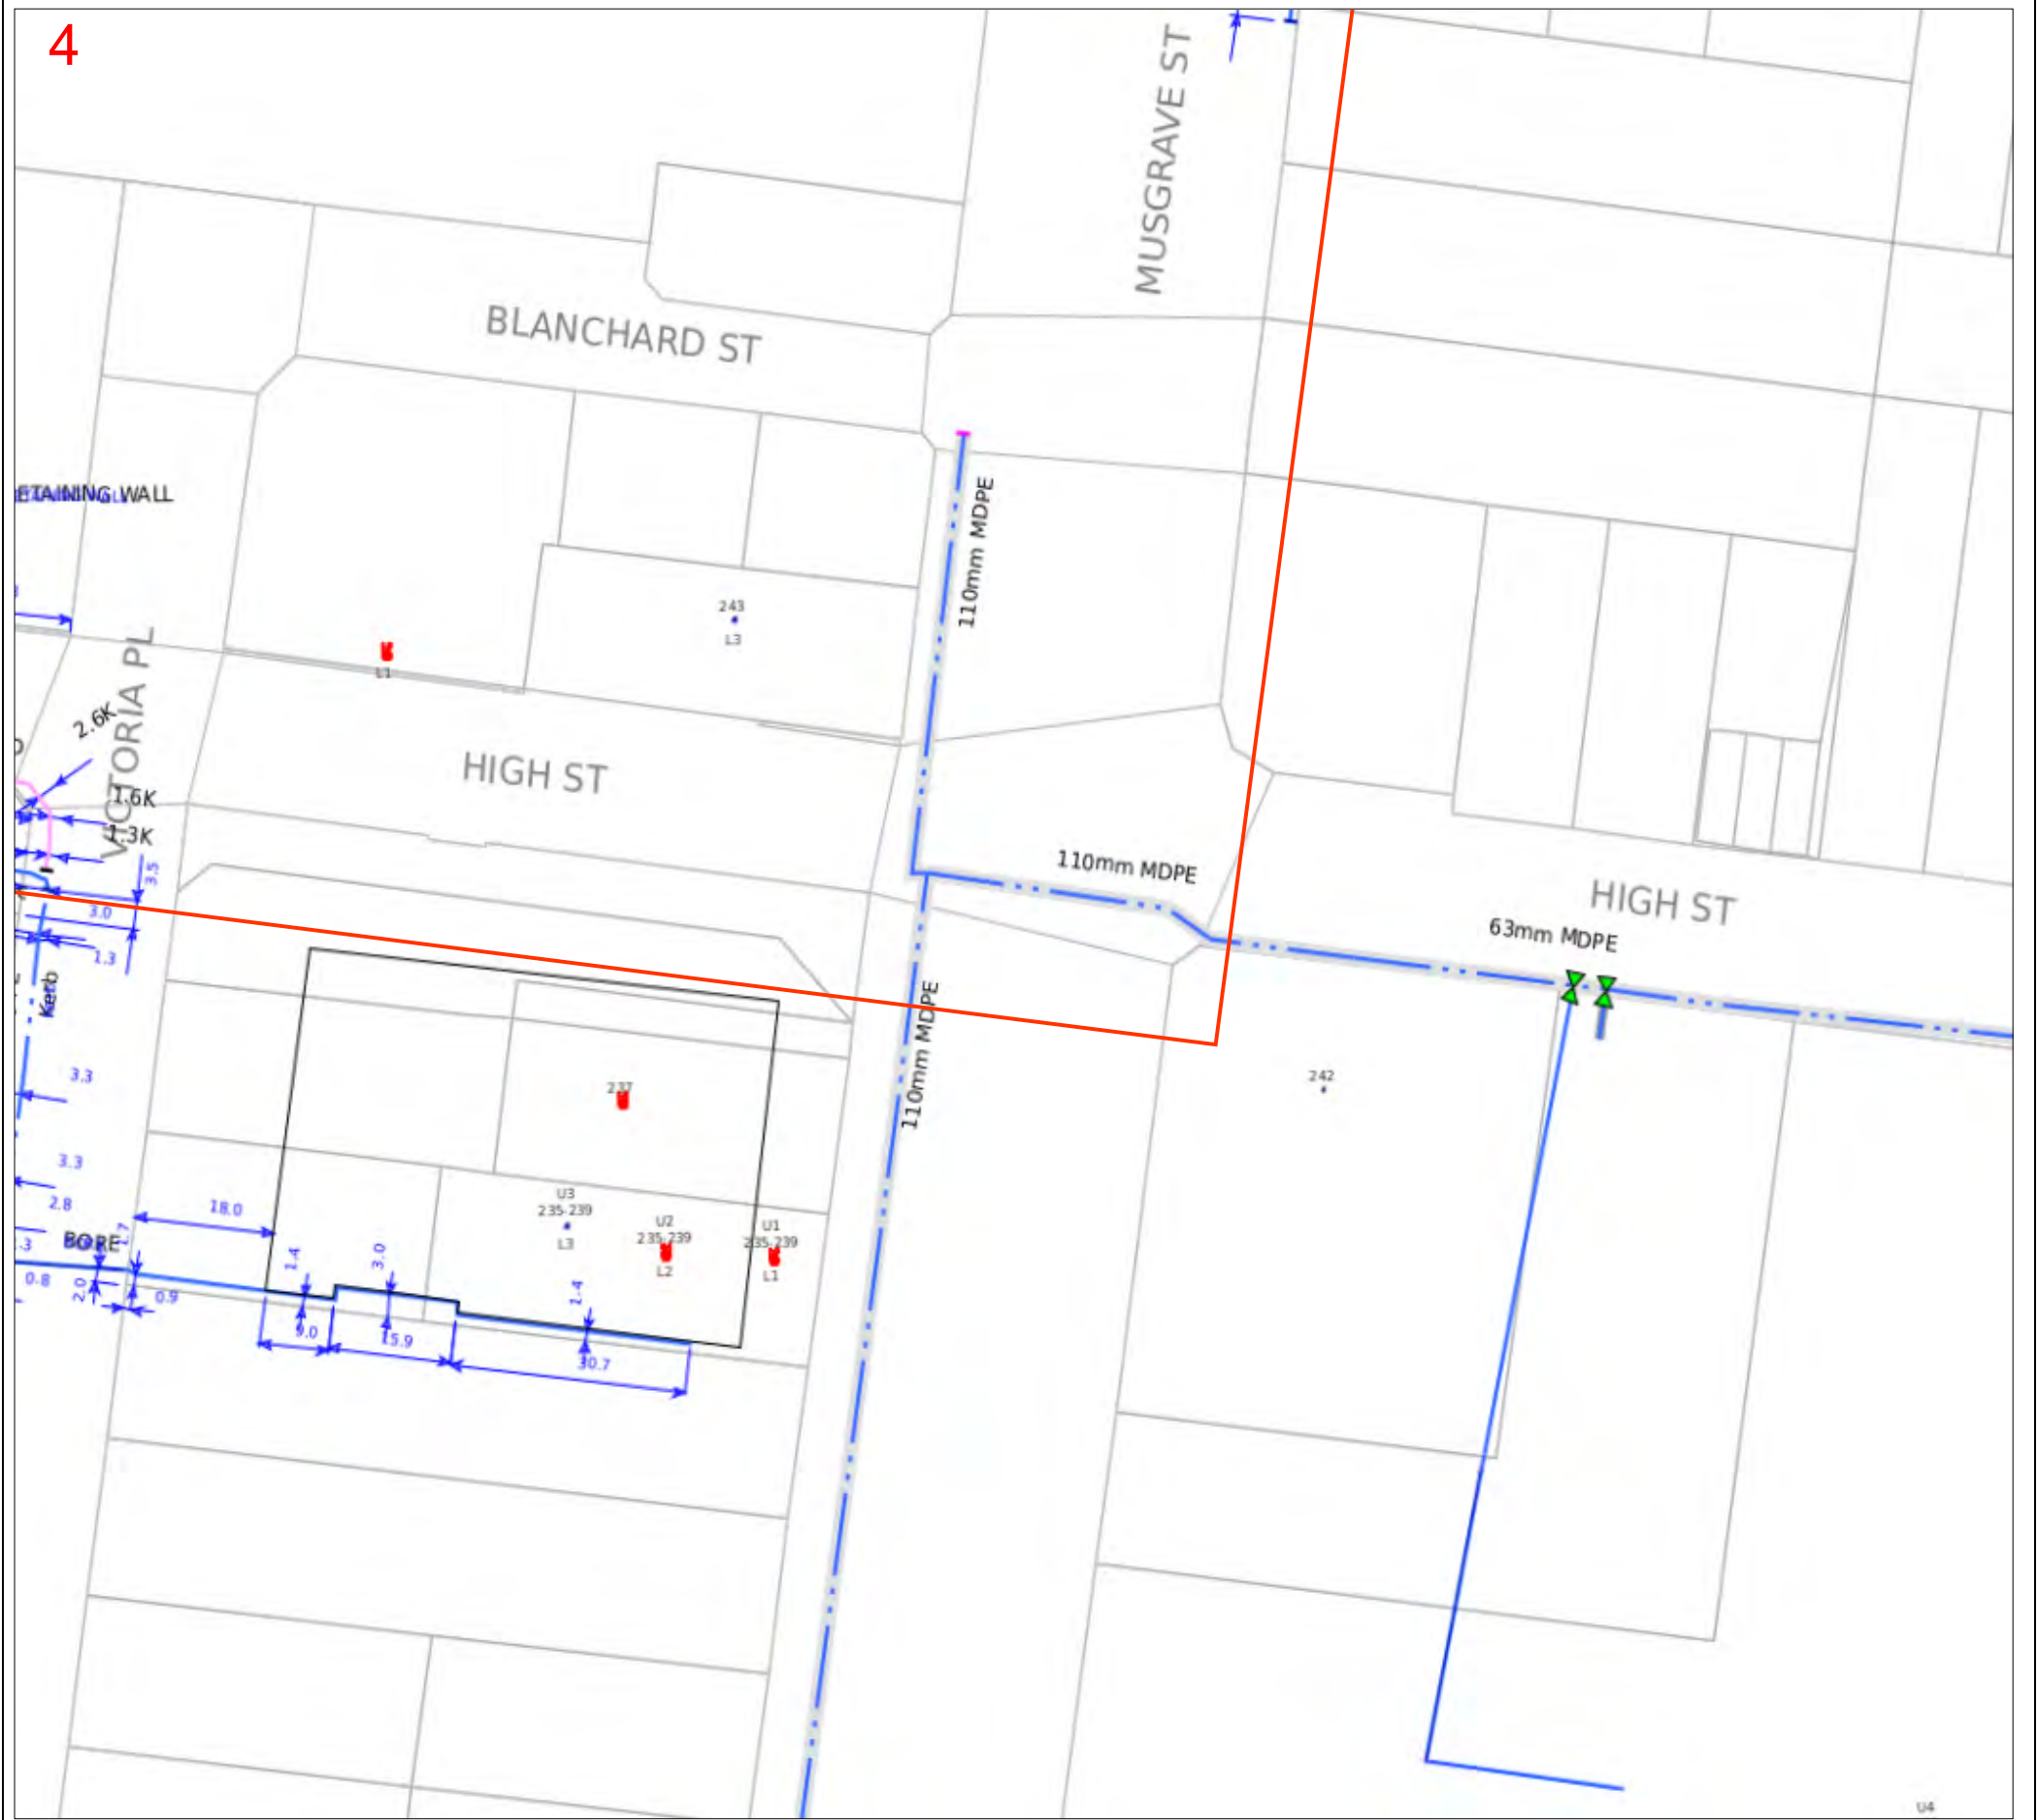 4
MUSGRAVE ST
BLANCHARD ST
ETAINING WALL
110mm MDPE
243
L3
L1
VICTORIA PL
2.6K
HIGH ST
1.6K
1.3K
3.5
110mm MDPE
HIGH ST
63mm MDPE
3.0
1.3
Kerb
110mm MDPE
3.3
237
242
3.3
2.8
18.0
U3
235-239
L3
U2
235-239
L2
U1
235-239
L1
BORE
.3
1.7
1.4
3.0
1.4
0.8
2.0
0.9
9.0
15.9
30.7
U4